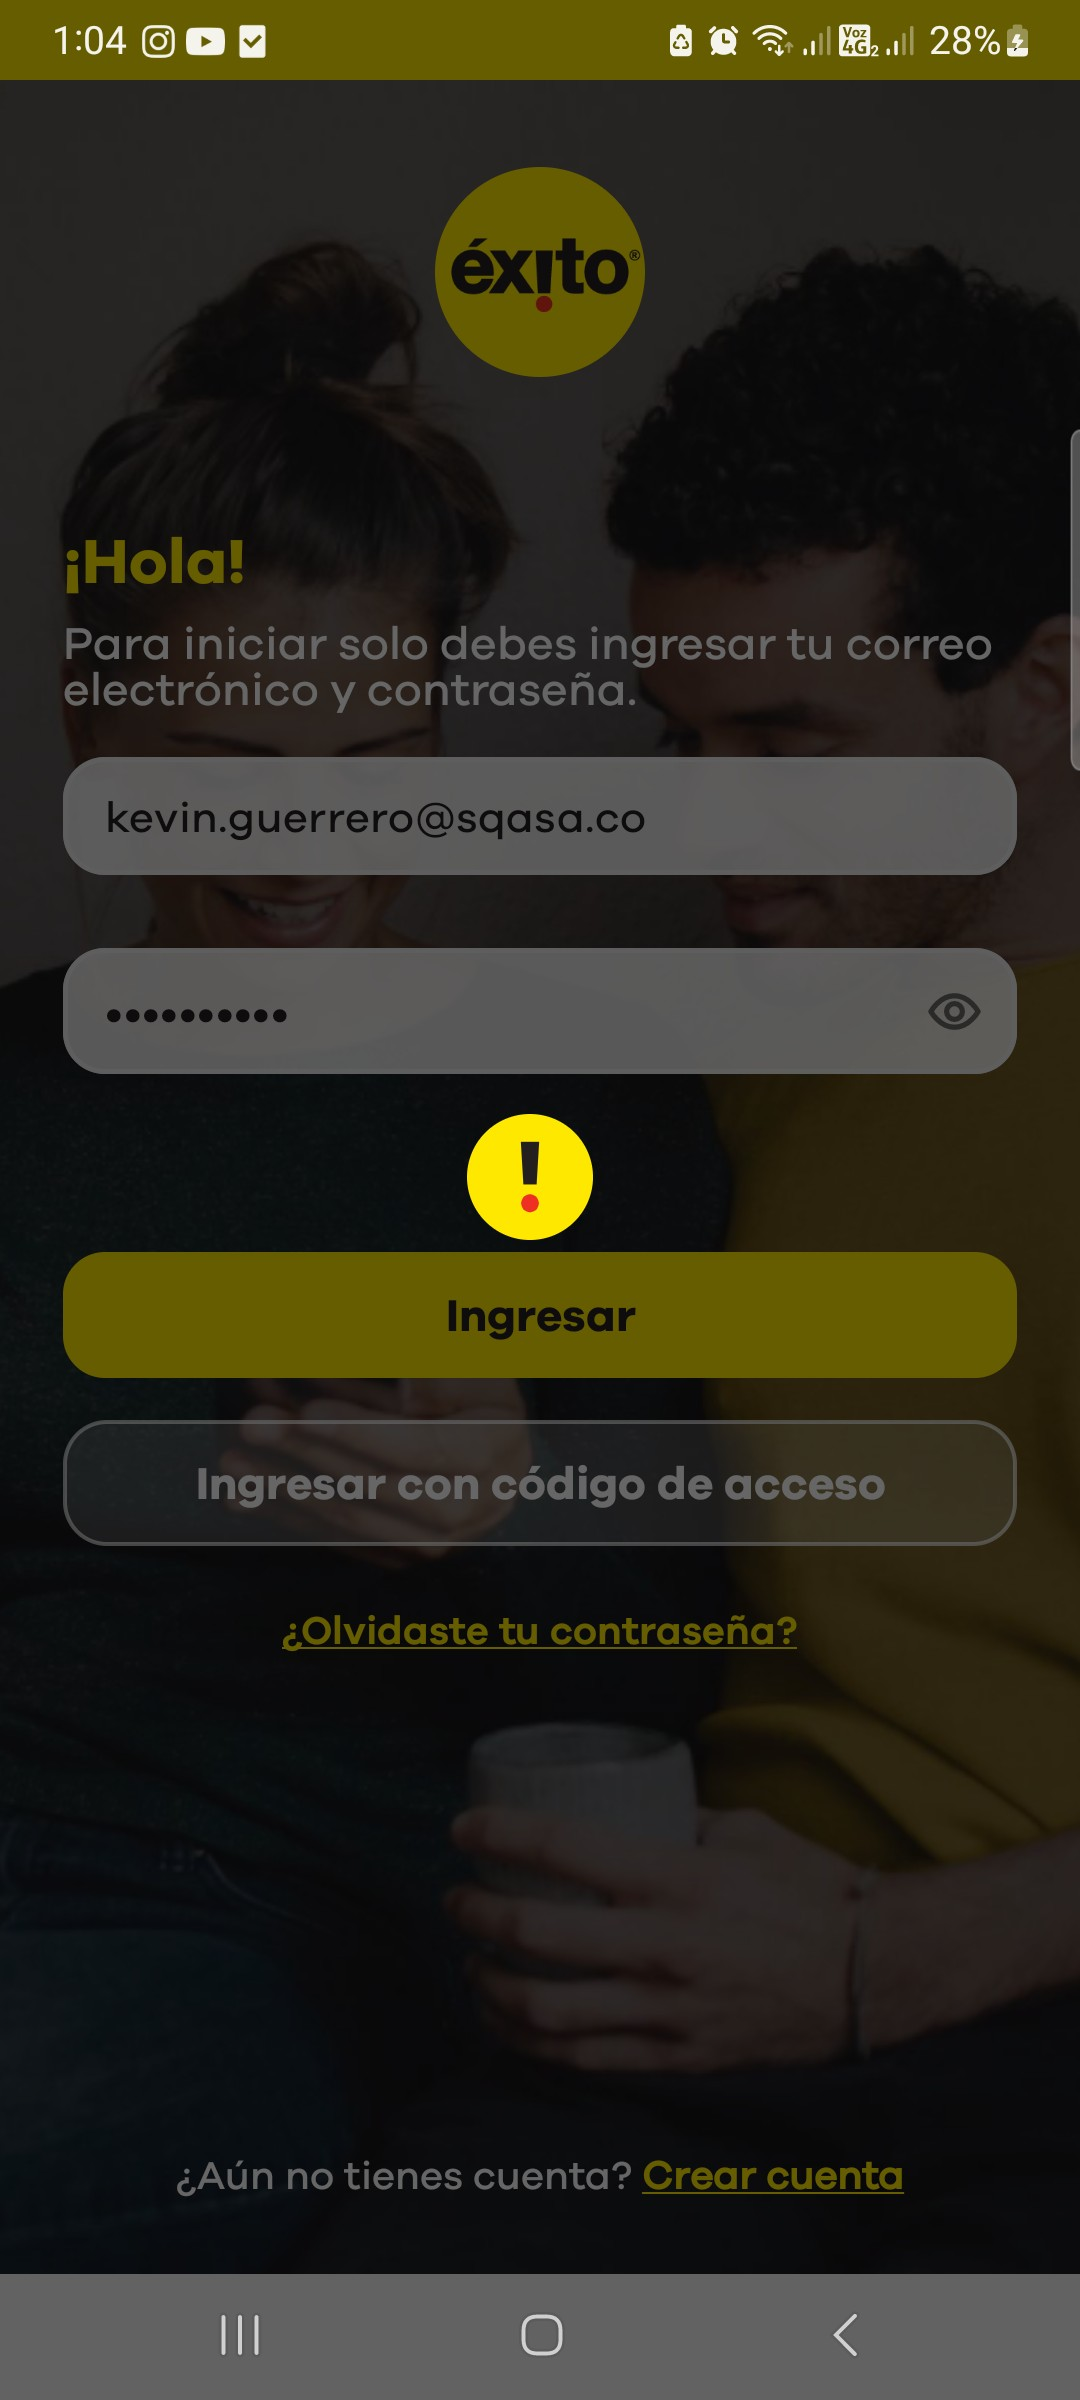 1:04
Voz 4G 2
28%
éxito®
¡Hola!
Para iniciar solo debes ingresar tu correo
electrónico y contraseña.
kevin.guerrero@sqasa.co
••••••••••
!
Ingresar
Ingresar con código de acceso
¿Olvidaste tu contraseña?
¿Aún no tienes cuenta? Crear cuenta